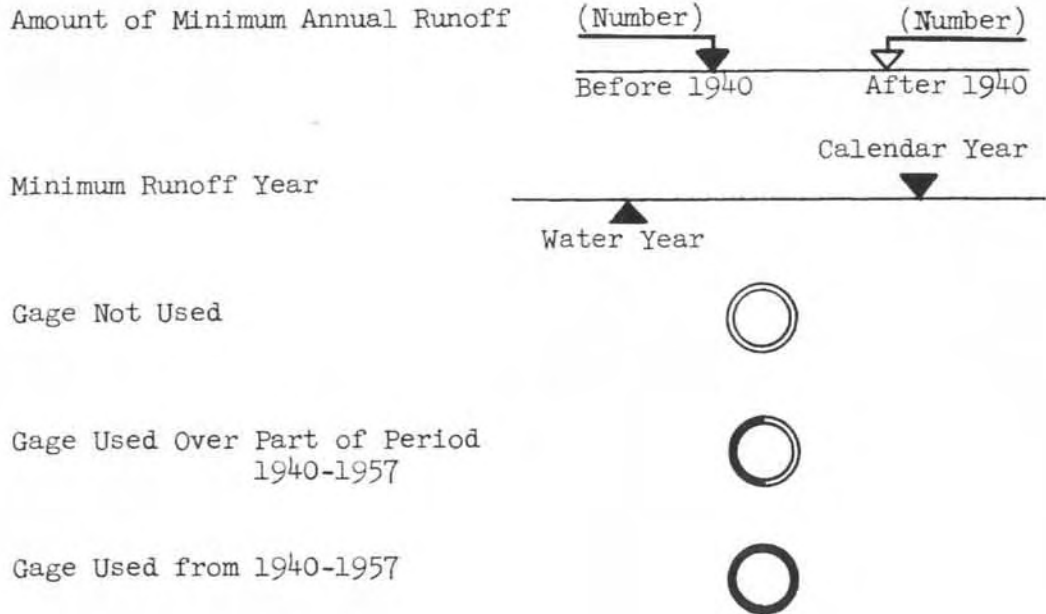 Amount of Minimum Annual Runoff
(Number) (Number)
Before 1940 After 1940
Calendar Year
Minimum Runoff Year
Water Year
Gage Not Used
Gage Used Over Part of Period
1940-1957
Gage Used from 1940-1957